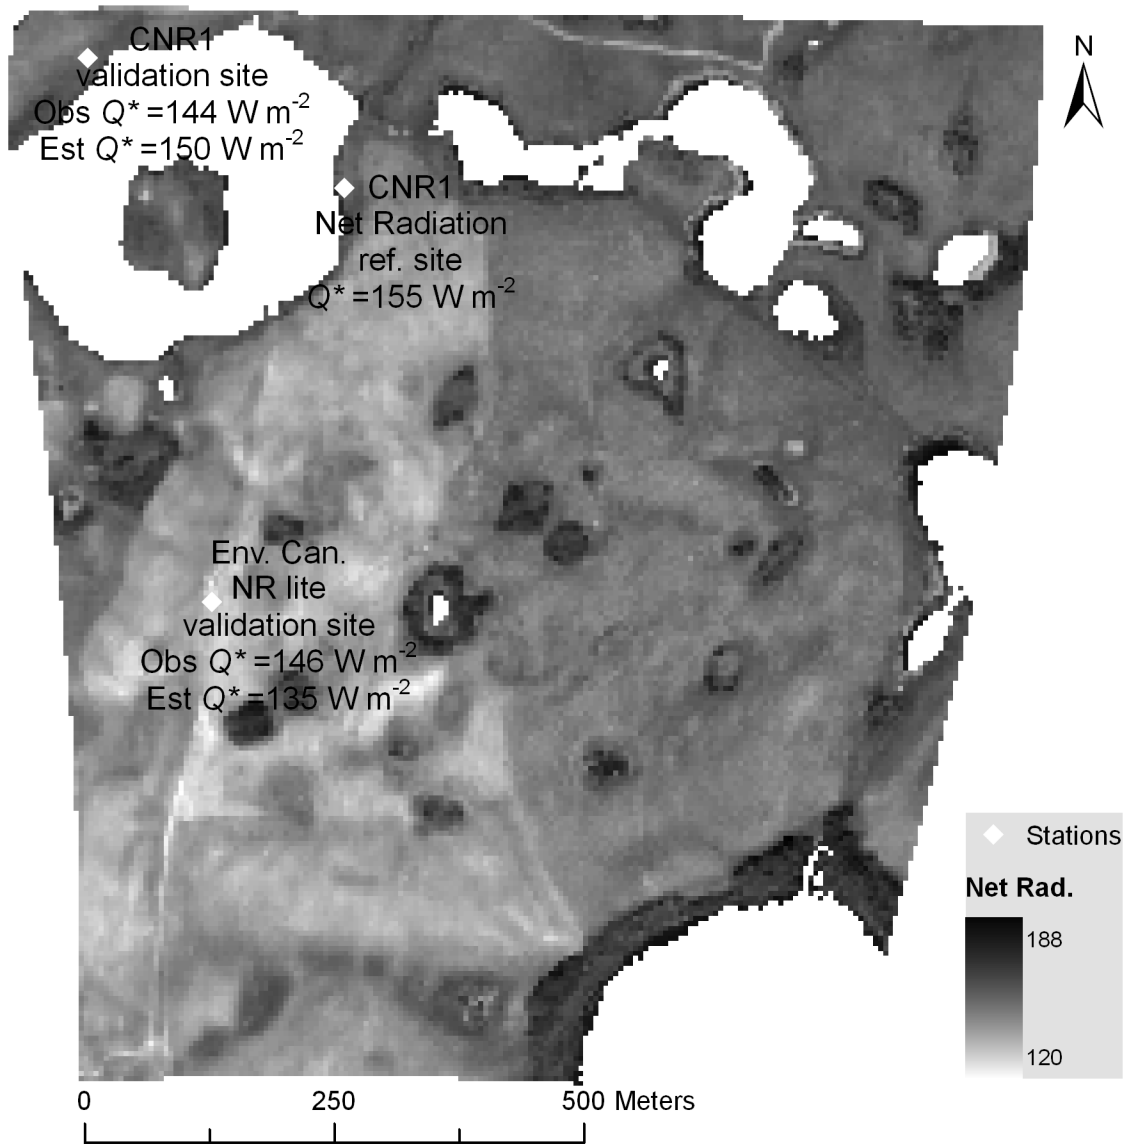 CNR1
validation site
Obs Q* =144 W m-2
Est Q* =150 W m-2
N
CNR1
Net Radiation
ref. site
Q* =155 W m-2
Env. Can.
NR lite
validation site
Obs Q* =146 W m-2
Est Q* =135 W m-2
Stations
Net Rad.
188
120
0 250 500 Meters